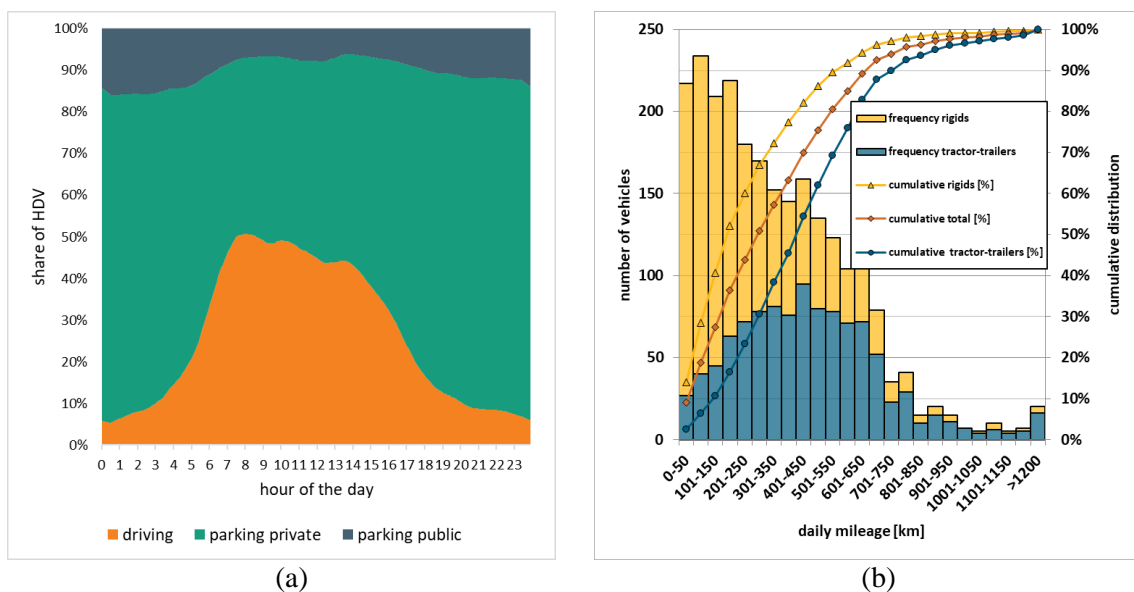 100%
90%
80%
70%
60%
50%
40%
30%
20%
10%
0%
share of HDV
0 1 2 3 4 5 6 7 8 9 10 11 12 13 14 15 16 17 18 19 20 21 22 23
hour of the day
driving parking private parking public
(a)
250
200
150
100
50
0
number of vehicles
frequency rigids
frequency tractor-trailers
cumulative rigids [%]
cumulative total [%]
cumulative tractor-trailers [%]
100%
90%
80%
70%
60%
50%
40%
30%
20%
10%
0%
cumulative distribution
0-50
101-150
201-250
301-350
401-450
501-550
601-650
701-750
801-850
901-950
1001-1050
1101-1150
>1200
daily mileage [km]
(b)